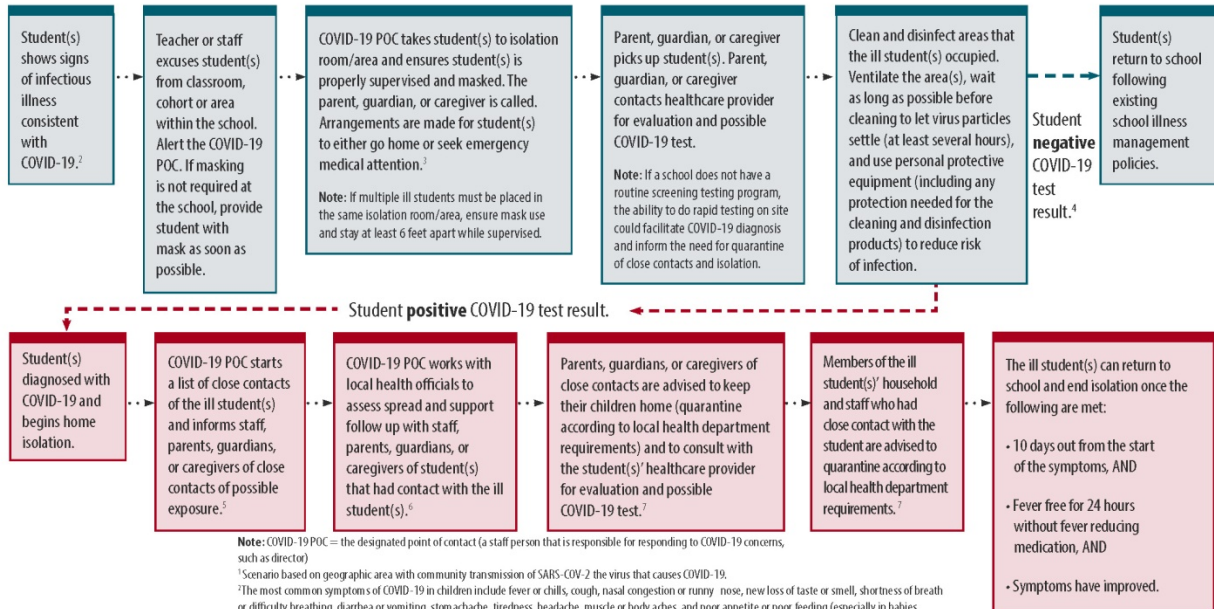 Student(s)
shows signs
of infectious
illness
consistent
with
COVID-19.²
Teacher or staff
excuses student(s)
from classroom,
cohort or area
within the school.
Alert the COVID-19
POC. If masking
is not required at
the school, provide
student with
mask as soon as
possible.
COVID-19 POC takes student(s) to isolation
room/area and ensures student(s) is
properly supervised and masked. The
parent, guardian, or caregiver is called.
Arrangements are made for student(s)
to either go home or seek emergency
medical attention.³
Note: If multiple ill students must be placed in
the same isolation room/area, ensure mask use
and stay at least 6 feet apart while supervised.
Parent, guardian, or caregiver
picks up student(s). Parent,
guardian, or caregiver
contacts healthcare provider
for evaluation and possible
COVID-19 test.
Note: If a school does not have a
routine screening testing program,
the ability to do rapid testing on site
could facilitate COVID-19 diagnosis
and inform the need for quarantine
of close contacts and isolation.
Clean and disinfect areas that
the ill student(s) occupied.
Ventilate the area(s), wait
as long as possible before
cleaning to let virus particles
settle (at least several hours),
and use personal protective
equipment (including any
protection needed for the
cleaning and disinfection
products) to reduce risk
of infection.
Student
negative
COVID-19
test
result.⁴
Student(s)
return to school
following
existing
school illness
management
policies.
Student positive COVID-19 test result.
Student(s)
diagnosed with
COVID-19 and
begins home
isolation.
COVID-19 POC starts
a list of close contacts
of the ill student(s)
and informs staff,
parents, guardians,
or caregivers of close
contacts of possible
exposure.⁵
COVID-19 POC works with
local health officials to
assess spread and support
follow up with staff,
parents, guardians, or
caregivers of student(s)
that had contact with the ill
student(s).⁶
Parents, guardians, or caregivers of
close contacts are advised to keep
their children home (quarantine
according to local health department
requirements) and to consult with
the student(s)' healthcare provider
for evaluation and possible
COVID-19 test.⁷
Members of the ill
student(s)' household
and staff who had
close contact with the
student are advised to
quarantine according to
local health department
requirements.⁷
The ill student(s) can return to
school and end isolation once the
following are met:
• 10 days out from the start
of the symptoms, AND
• Fever free for 24 hours
without fever reducing
medication, AND
• Symptoms have improved.
Note: COVID-19 POC = the designated point of contact (a staff person that is responsible for responding to COVID-19 concerns,
such as director)
¹Scenario based on geographic area with community transmission of SARS-COV-2 the virus that causes COVID-19.
²The most common symptoms of COVID-19 in children include fever or chills, cough, nasal congestion or runny nose, new loss of taste or smell, shortness of breath
or difficulty breathing, diarrhea or vomiting, stomachache, tiredness, headache, muscle or body aches, and poor appetite or poor feeding (especially in babies